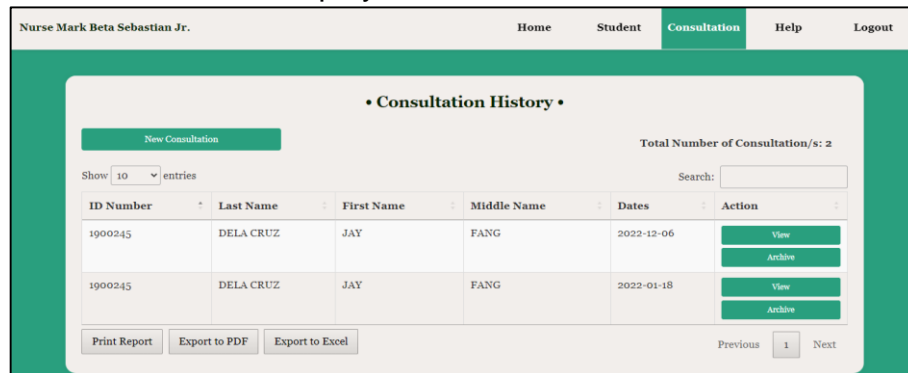 Nurse Mark Beta Sebastian Jr. Home Student Consultation Help Logout
• Consultation History •
New Consultation
Total Number of Consultation/s: 2
Show 10 entries Search:
ID Number Last Name First Name Middle Name Dates Action
1900245 DELA CRUZ JAY FANG 2022-12-06 View
Archive
1900245 DELA CRUZ JAY FANG 2022-01-18 View
Archive
Print Report Export to PDF Export to Excel Previous 1 Next